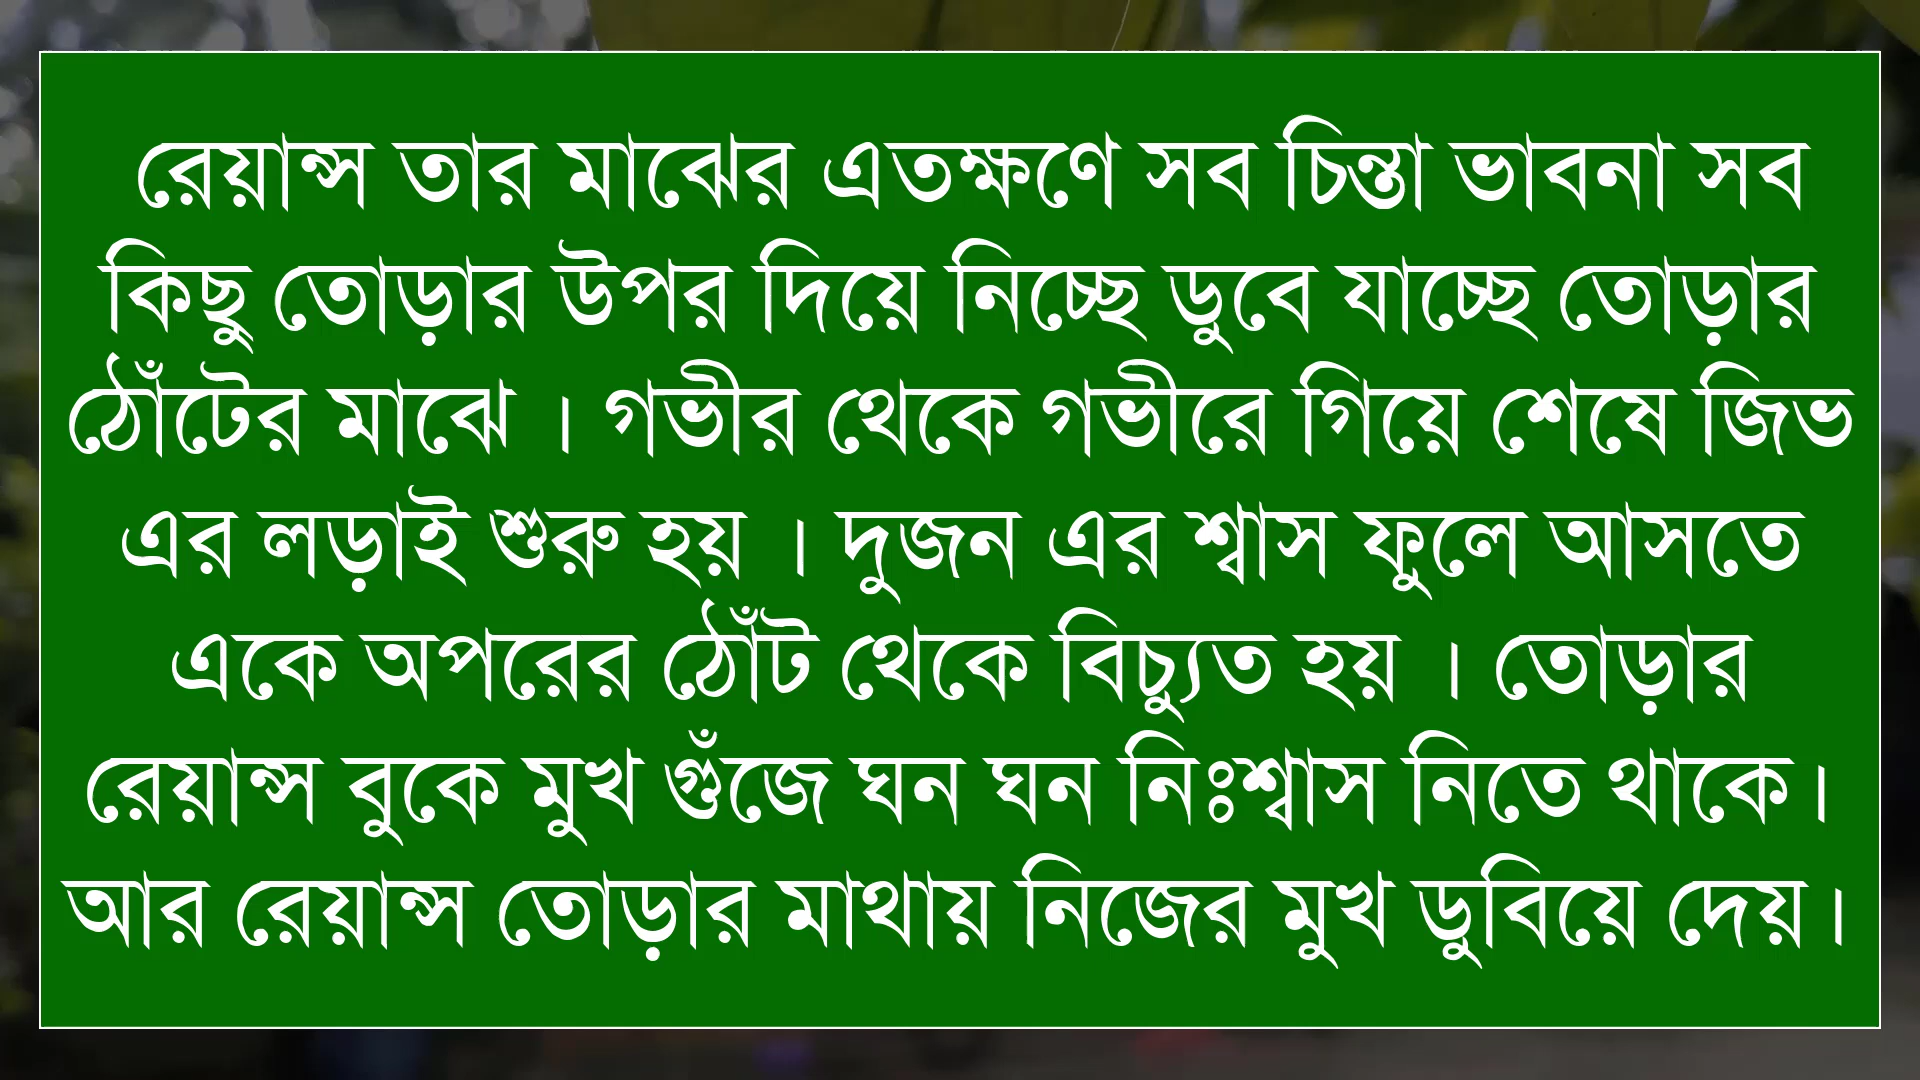 রেয়ান্স তার মাঝের এতক্ষণে সব চিন্তা ভাবনা সব
কিছু তোড়ার উপর দিয়ে নিচ্ছে ডুবে যাচ্ছে তোড়ার
ঠোঁটের মাঝে । গভীর থেকে গভীরে গিয়ে শেষে জিভ
এর লড়াই শুরু হয় । দুজন এর শ্বাস ফুলে আসতে
একে অপরের ঠোঁট থেকে বিচ্যুত হয় । তোড়ার
রেয়ান্স বুকে মুখ গুঁজে ঘন ঘন নিঃশ্বাস নিতে থাকে।
আর রেয়ান্স তোড়ার মাথায় নিজের মুখ ডুবিয়ে দেয়।